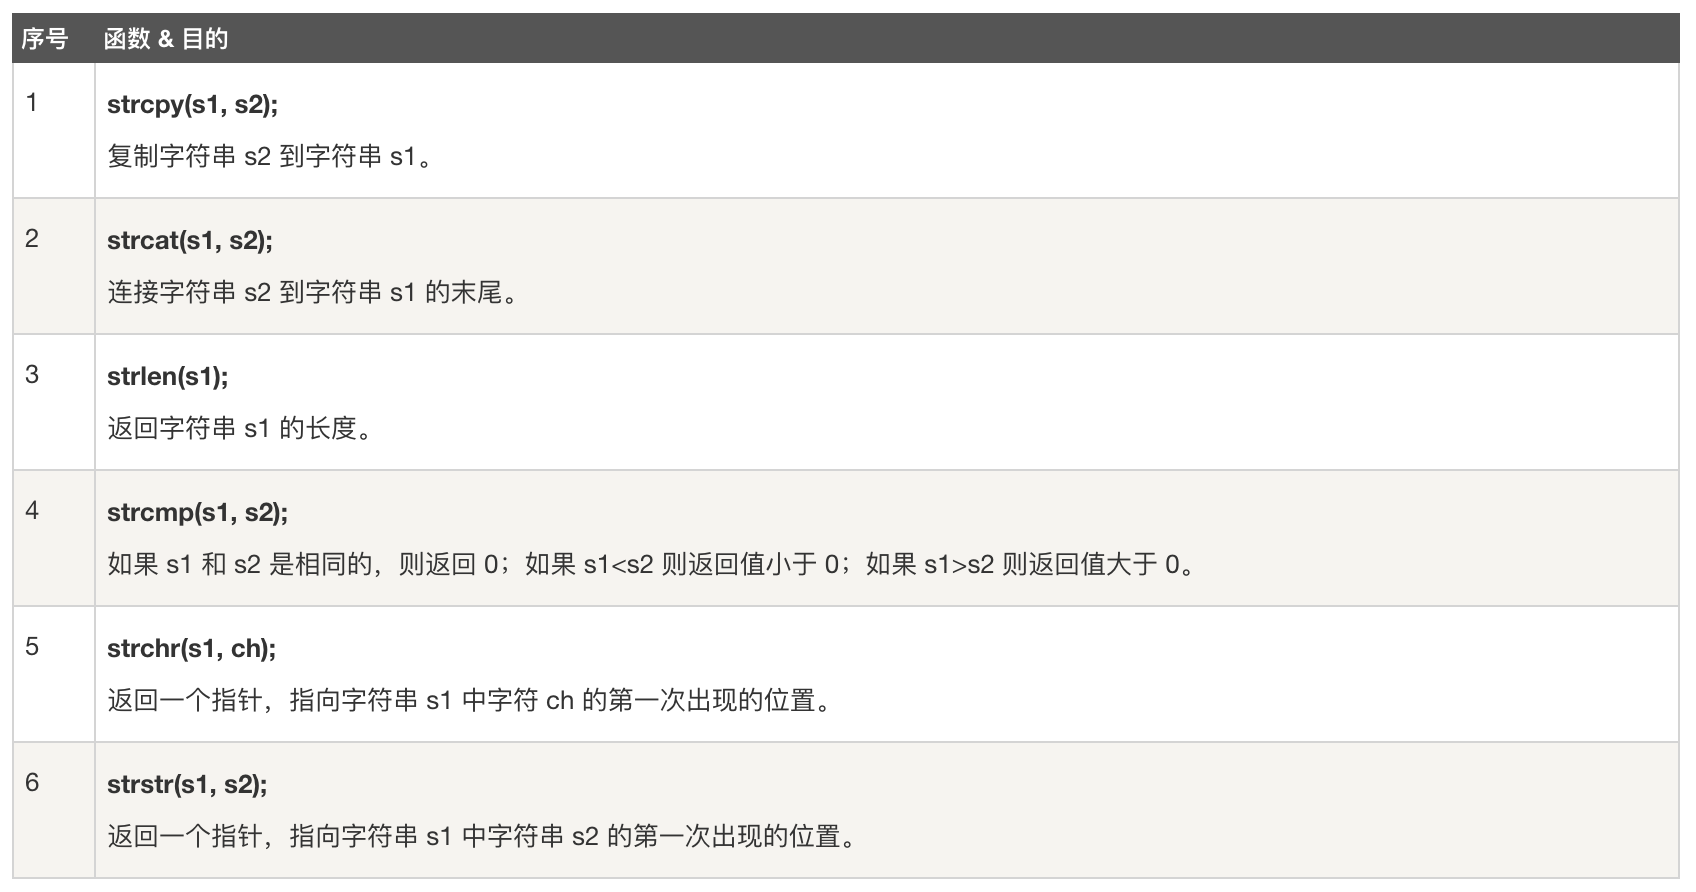 序号 函数 & 目的
1 strcpy(s1, s2);
复制字符串 s2 到字符串 s1。
2 strcat(s1, s2);
连接字符串 s2 到字符串 s1 的末尾。
3 strlen(s1);
返回字符串 s1 的长度。
4 strcmp(s1, s2);
如果 s1 和 s2 是相同的，则返回 0；如果 s1<s2 则返回值小于 0；如果 s1>s2 则返回值大于 0。
5 strchr(s1, ch);
返回一个指针，指向字符串 s1 中字符 ch 的第一次出现的位置。
6 strstr(s1, s2);
返回一个指针，指向字符串 s1 中字符串 s2 的第一次出现的位置。